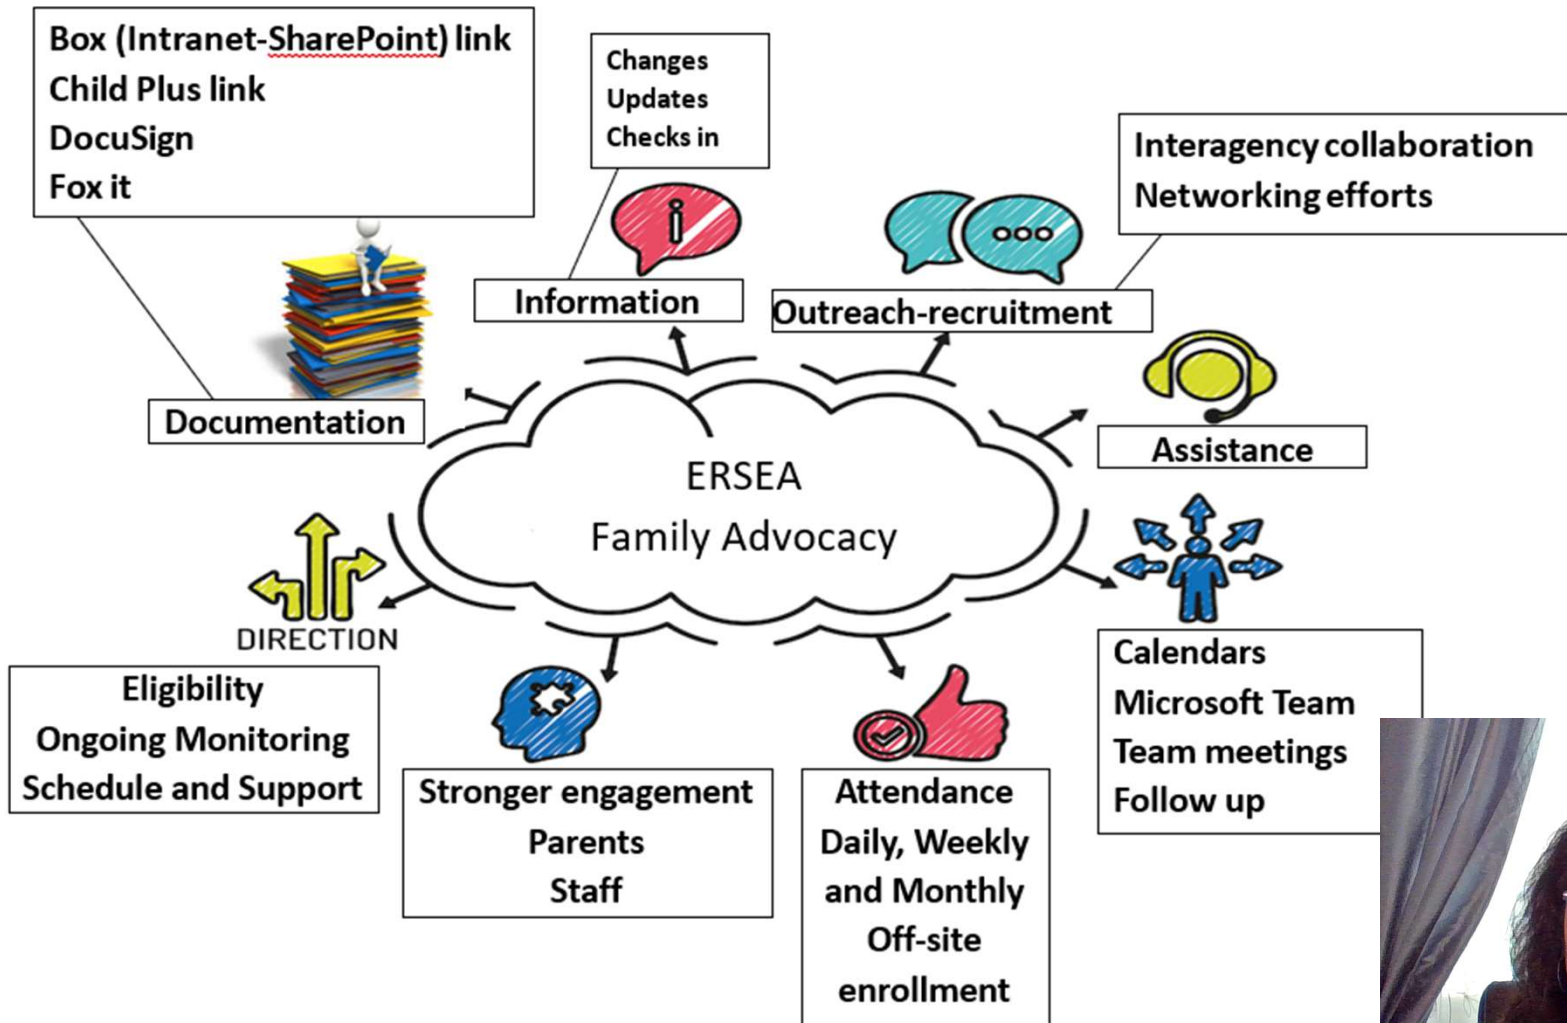 Box (Intranet-SharePoint) link
Child Plus link
DocuSign
Fox it
Changes
Updates
Checks in
Interagency collaboration
Networking efforts
Information
Outreach-recruitment
Documentation
Assistance
ERSEA
Family Advocacy
DIRECTION
Eligibility
Ongoing Monitoring
Schedule and Support
Stronger engagement
Parents
Staff
Attendance
Daily, Weekly
and Monthly
Off-site
enrollment
Calendars
Microsoft Team
Team meetings
Follow up